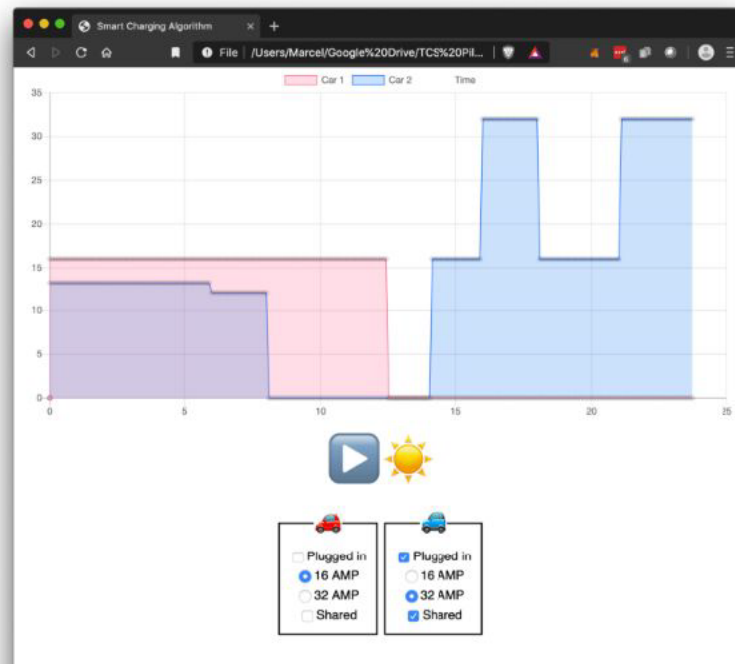 Smart Charging Algorithm
File | /Users/Marcel/Google%20Drive/TCS%20Pil...
Car 1 Car 2 Time
35
30
25
20
15
10
5
0
0 5 10 15 20 25
Plugged in
16 AMP
32 AMP
Shared
Plugged in
16 AMP
32 AMP
Shared